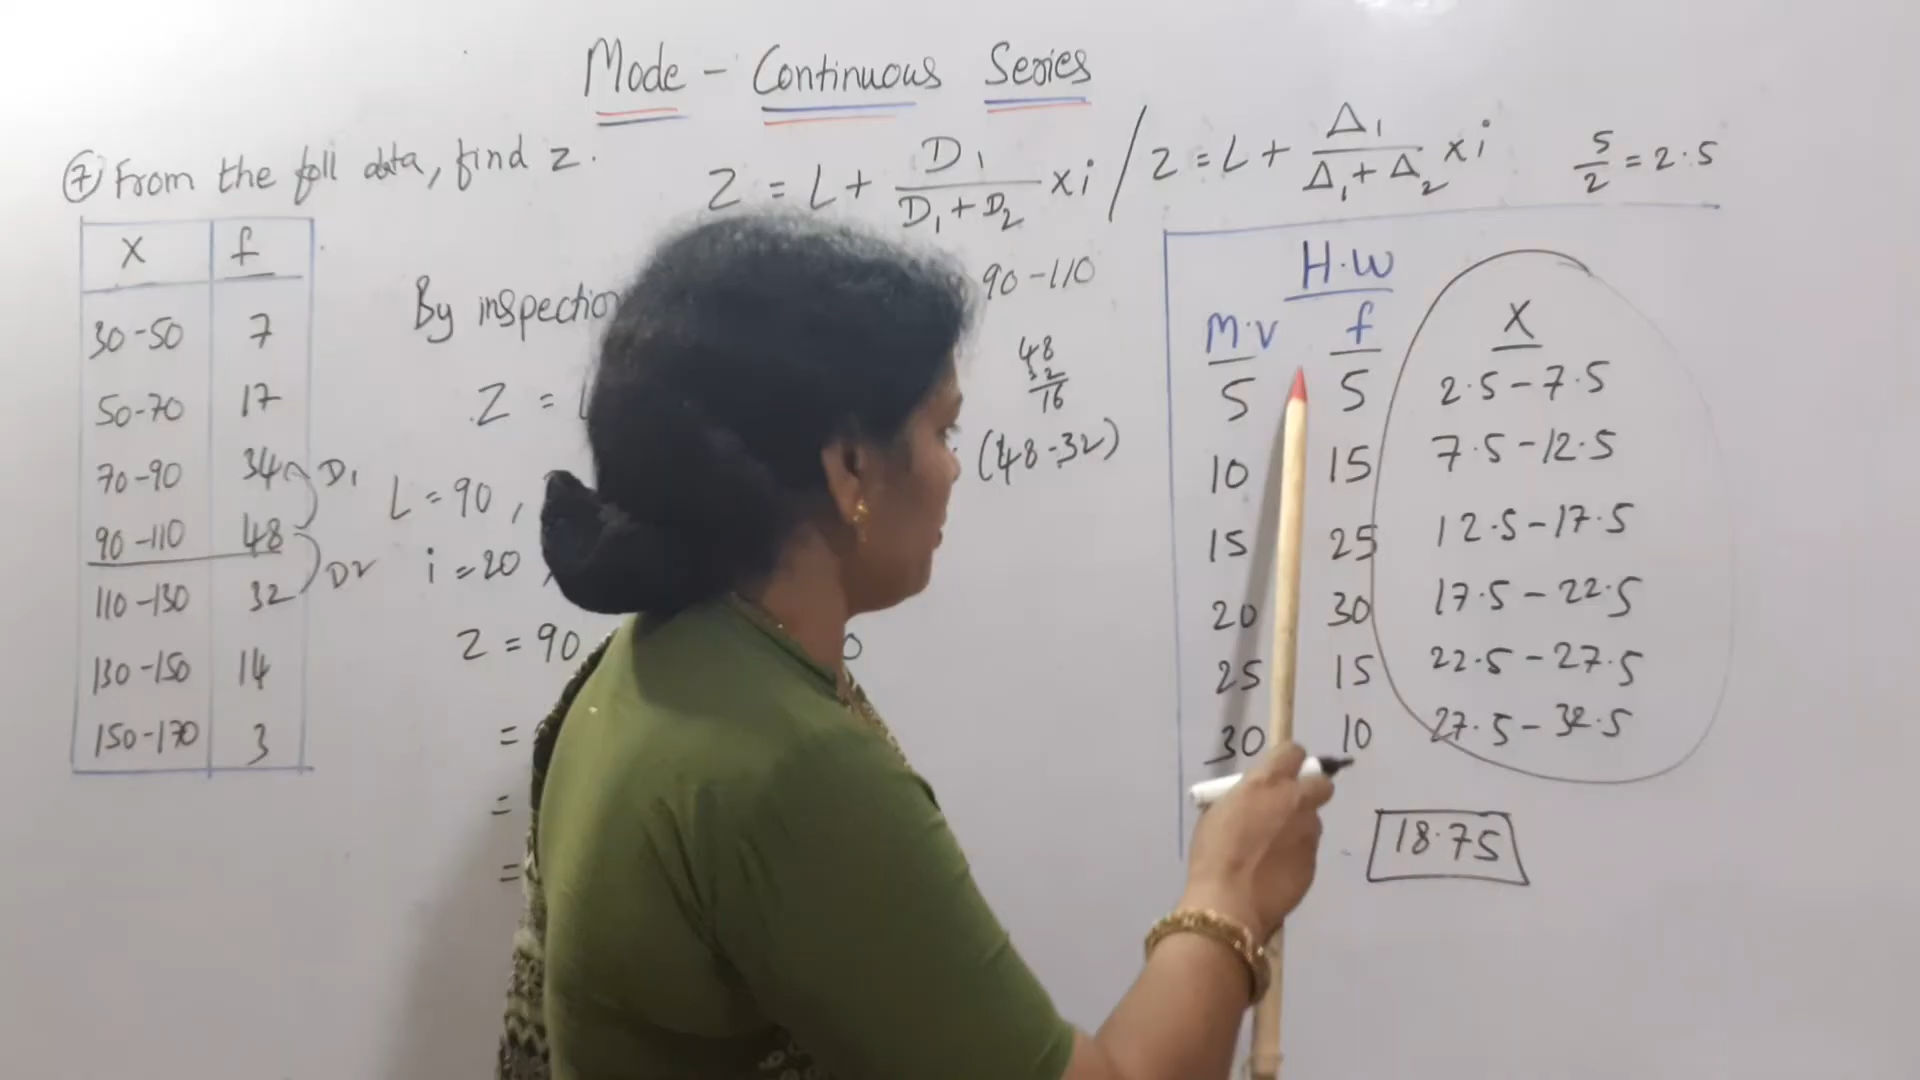 Mode - Continuous Series
⑦ From the foll data, find Z.
Z = L + D1 / (D1 + D2) x i / Z = L + Δ1 / (Δ1 + Δ2) x i
5/2 = 2.5
X f
30-50 7
50-70 17
70-90 34 D1
90-110 48
110-130 32 D2
130-150 14
150-170 3
By inspection 90-110
Z =
48
32
16
L = 90, (48-32)
i = 20
Z = 90
=
=
=
H.W
M.V f X
5 5 2.5-7.5
10 15 7.5-12.5
15 25 12.5-17.5
20 30 17.5-22.5
25 15 22.5-27.5
30 10 27.5-32.5
18.75